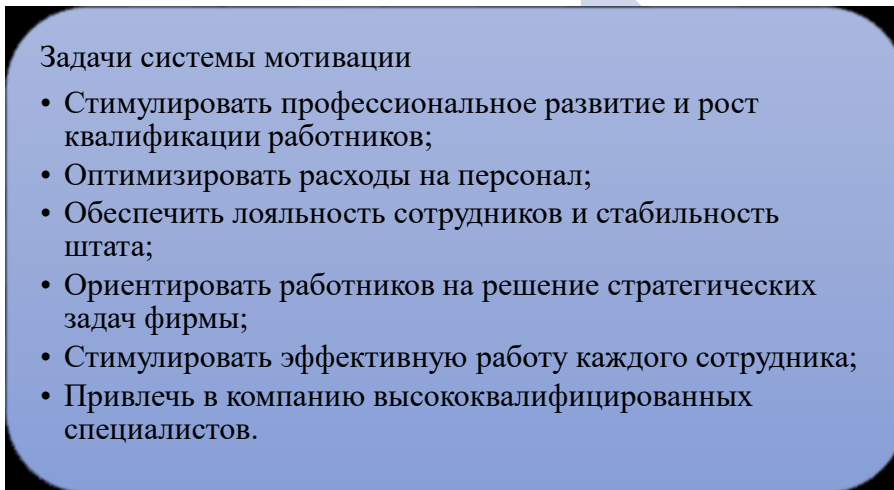 Задачи системы мотивации
• Стимулировать профессиональное развитие и рост
квалификации работников;
• Оптимизировать расходы на персонал;
• Обеспечить лояльность сотрудников и стабильность
штата;
• Ориентировать работников на решение стратегических
задач фирмы;
• Стимулировать эффективную работу каждого сотрудника;
• Привлечь в компанию высококвалифицированных
специалистов.